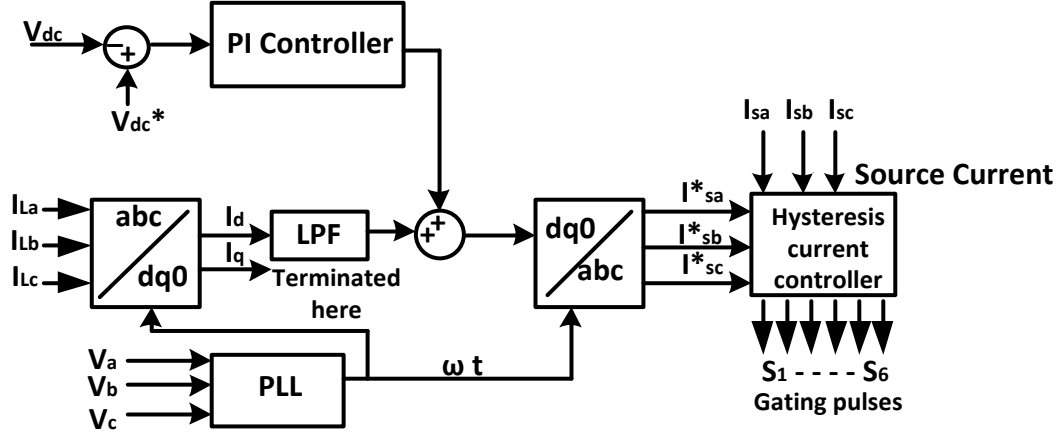 Vdc
PI Controller
Vdc*
Isa Isb Isc
Source Current
ILa
ILb
ILc
abc
dq0
Id
Iq
LPF
Terminated
here
dq0
abc
I*sa
I*sb
I*sc
Hysteresis
current
controller
Va
Vb
Vc
PLL
ω t
S1 - - - - S6
Gating pulses